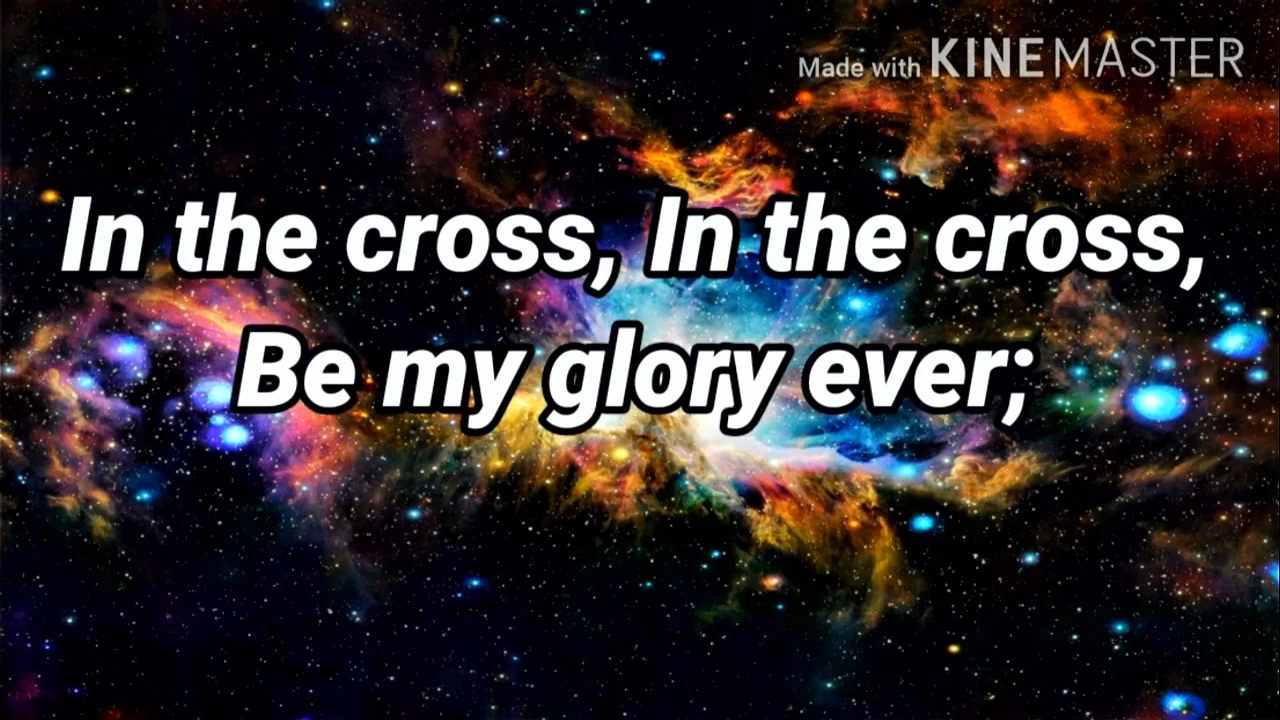 Made with KINEMASTER
In the cross, In the cross,
Be my glory ever;